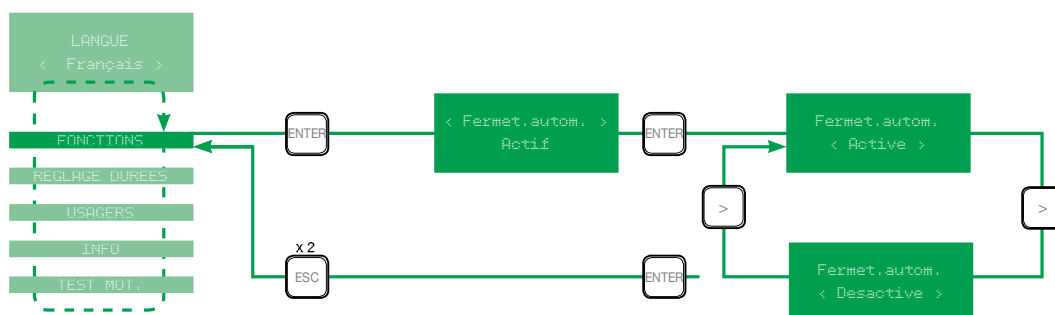 LANGUE
< Français >
FONCTIONS
REGLAGE DUREES
USAGERS
INFO
TEST MOT.
ENTER
< Fermet.autom. >
Actif
ENTER
Fermet.autom.
< Active >
>
>
x 2
ESC
ENTER
Fermet.autom.
< Desactive >